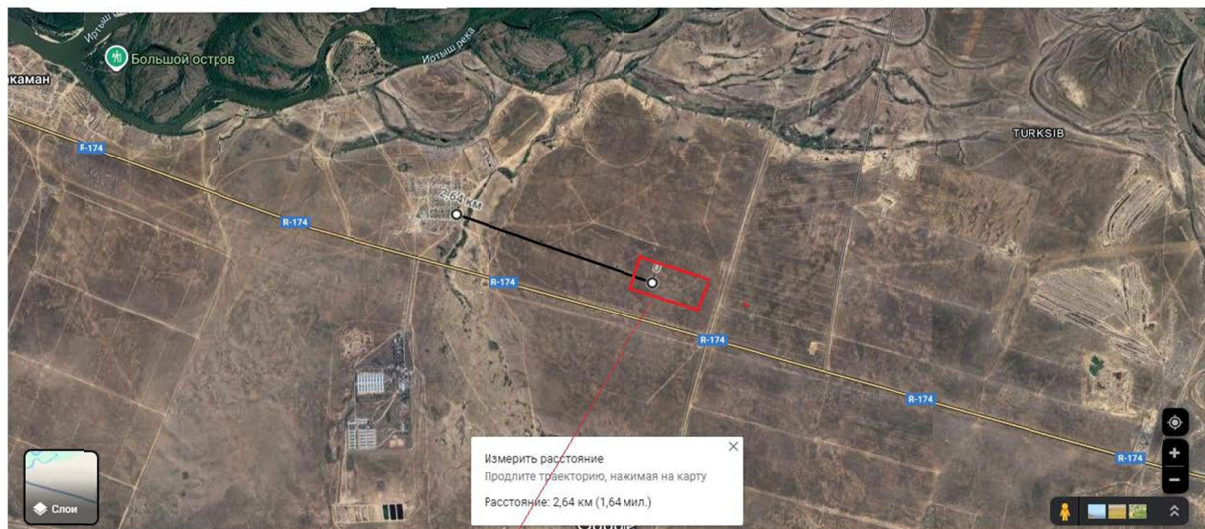 Иртыш
Большой остров
Иртыш река
каман
R-174
TURKSIB
2,64 км
R-174
R-174
R-174
R-174
R-174
Измерить расстояние
Продлите траекторию, нажимая на карту
Расстояние: 2,64 км (1,64 мил.)
Слои